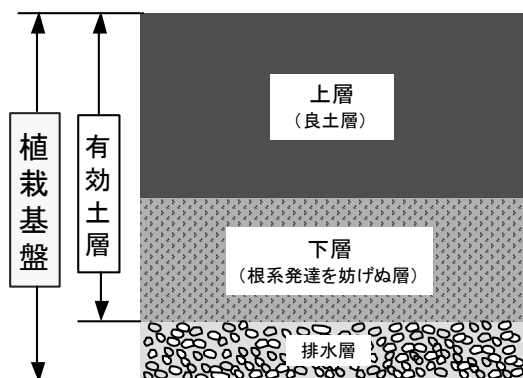 植栽基盤
有効土層
上層
（良土層）
下層
（根系発達を妨げぬ層）
排水層